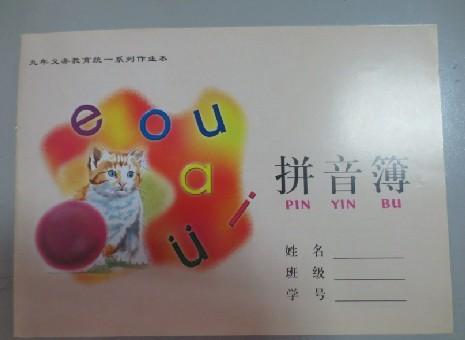 九年义务教育统一系列作业本
e o u
a i
ü
拼音簿
PIN YIN BU
姓名
班级
学号